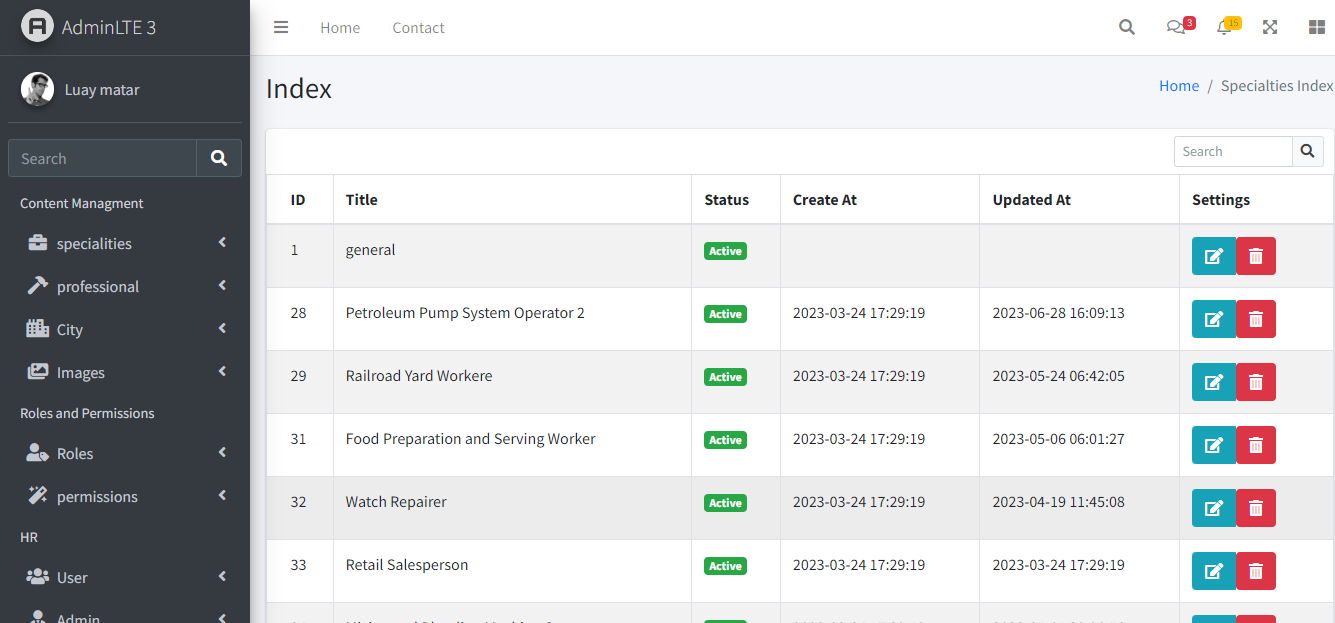 AdminLTE 3
Home Contact
3
15
Luay matar
Search
Content Managment
specialities
professional
City
Images
Roles and Permissions
Roles
permissions
HR
User
Admin
Index
Home / Specialties Index
Search
ID Title Status Create At Updated At Settings
1 general Active
28 Petroleum Pump System Operator 2 Active 2023-03-24 17:29:19 2023-06-28 16:09:13
29 Railroad Yard Workere Active 2023-03-24 17:29:19 2023-05-24 06:42:05
31 Food Preparation and Serving Worker Active 2023-03-24 17:29:19 2023-05-06 06:01:27
32 Watch Repairer Active 2023-03-24 17:29:19 2023-04-19 11:45:08
33 Retail Salesperson Active 2023-03-24 17:29:19 2023-03-24 17:29:19